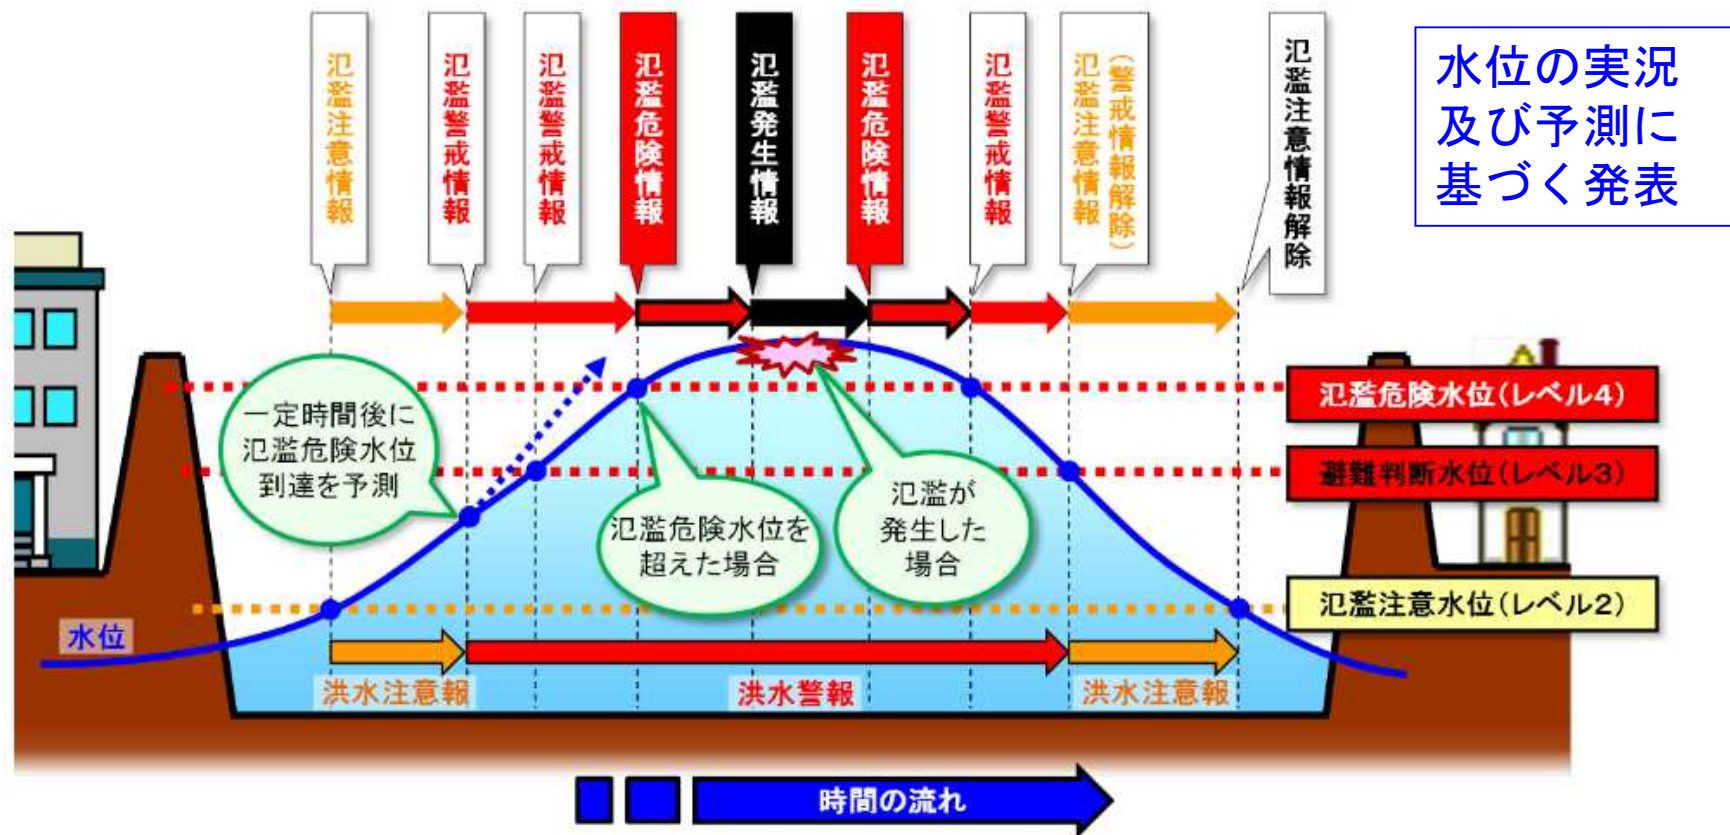 氾濫注意情報
氾濫警戒情報
氾濫警戒情報
氾濫危険情報
氾濫発生情報
氾濫危険情報
氾濫警戒情報
氾濫注意情報
(警戒情報解除)
氾濫注意情報解除
水位の実況
及び予測に
基づく発表
一定時間後に
氾濫危険水位
到達を予測
氾濫危険水位を
超えた場合
氾濫が
発生した
場合
氾濫危険水位(レベル4)
避難判断水位(レベル3)
氾濫注意水位(レベル2)
水位
洪水注意報
洪水警報
洪水注意報
時間の流れ